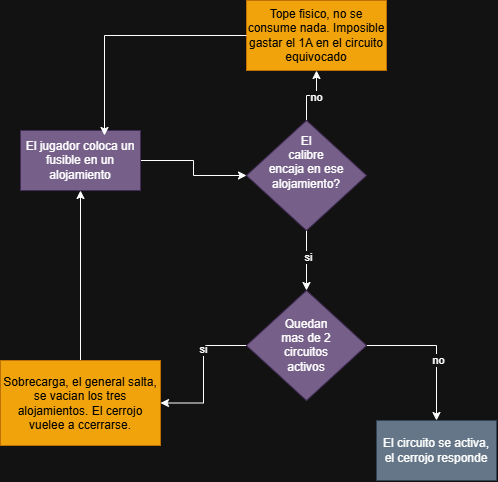 Tope fisico, no se
consume nada. Imposible
gastar el 1A en el circuito
equivocado
no
El jugador coloca un
fusible en un
alojamiento
El
calibre
encaja en ese
alojamiento?
si
Quedan
mas de 2
circuitos
activos
si
no
Sobrecarga, el general salta,
se vacian los tres
alojamientos. El cerrojo
vuelee a ccerrarse.
El circuito se activa,
el cerrojo responde